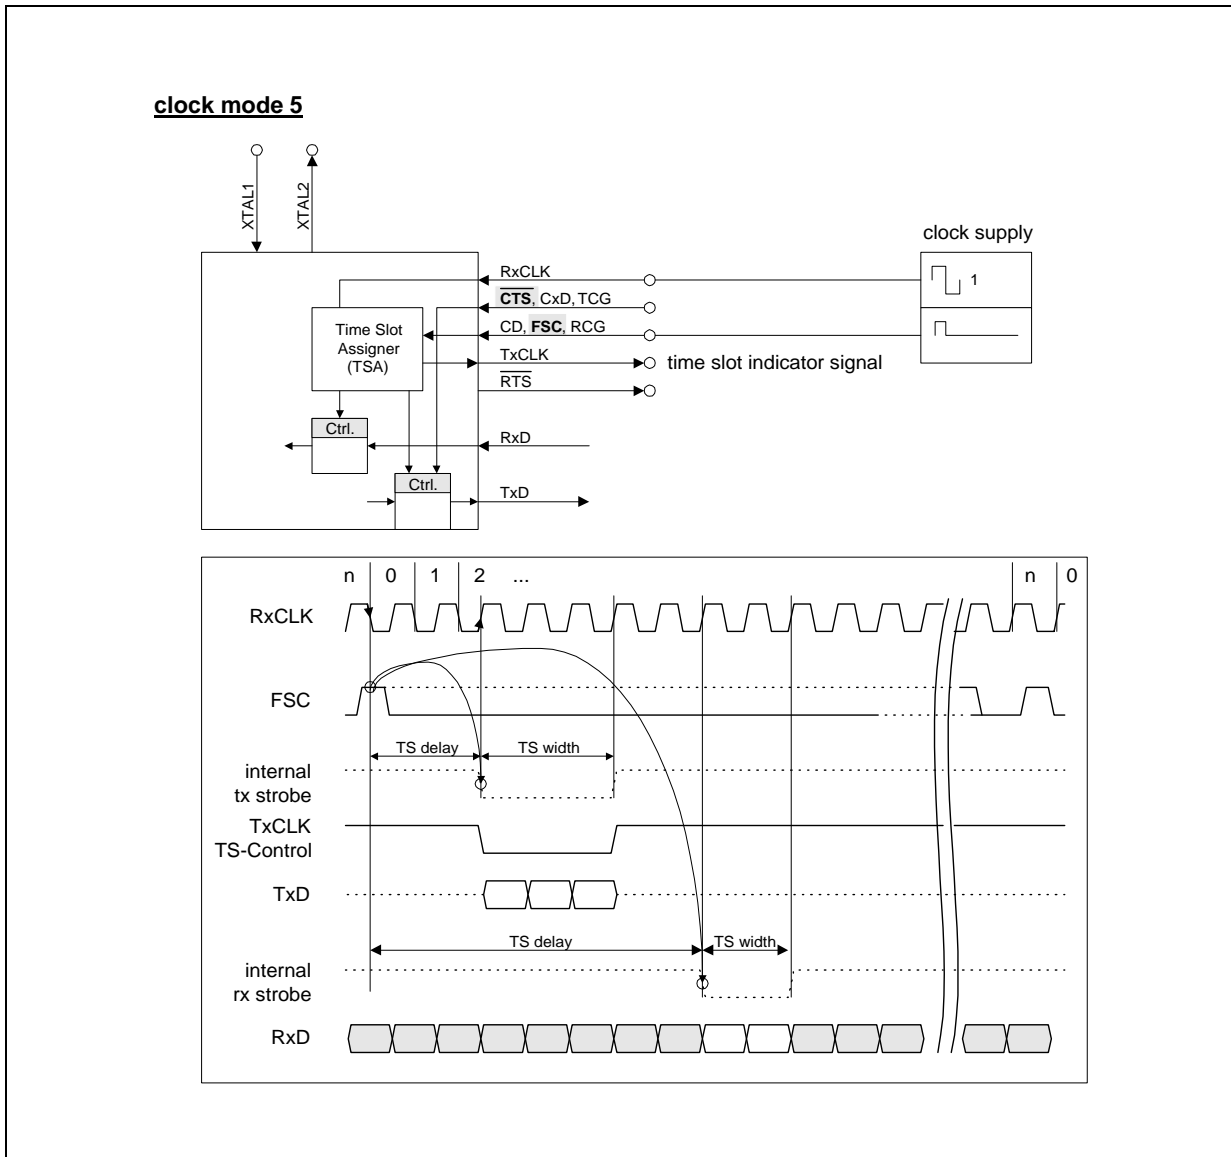 clock mode 5
XTAL1
XTAL2
clock supply
RxCLK
1
CTS, CxD, TCG
CD, FSC, RCG
Time Slot
Assigner
(TSA)
TxCLK
time slot indicator signal
RTS
Ctrl.
RxD
Ctrl.
TxD
n 0 1 2 ... n 0
RxCLK
FSC
TS delay TS width
internal
tx strobe
TxCLK
TS-Control
TxD
TS delay TS width
internal
rx strobe
RxD